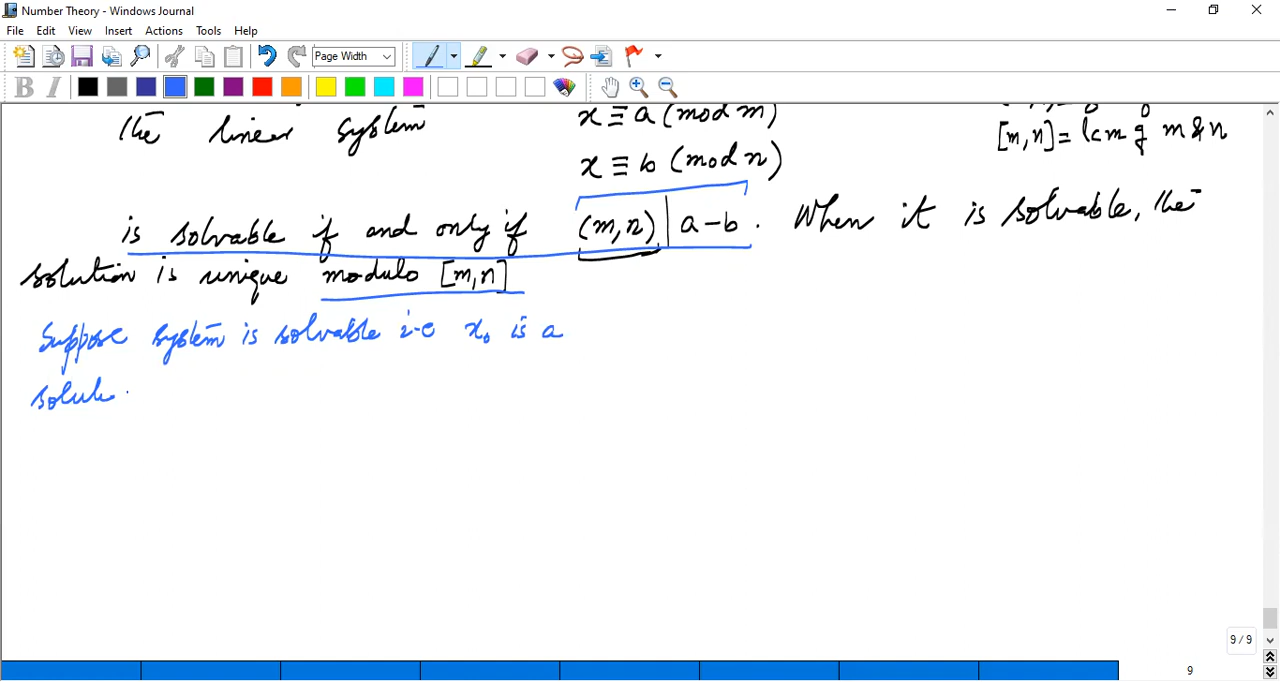 Number Theory - Windows Journal
File Edit View Insert Actions Tools Help
Page Width
B I
the linear system
x ≡ a (mod m)
x ≡ b (mod n)
[m,n] = lcm of m & n
is solvable if and only if (m,n) | a-b. When it is solvable, the
solution is unique modulo [m,n]
Suppose system is solvable i-e x₀ is a
solut
9 / 9
9